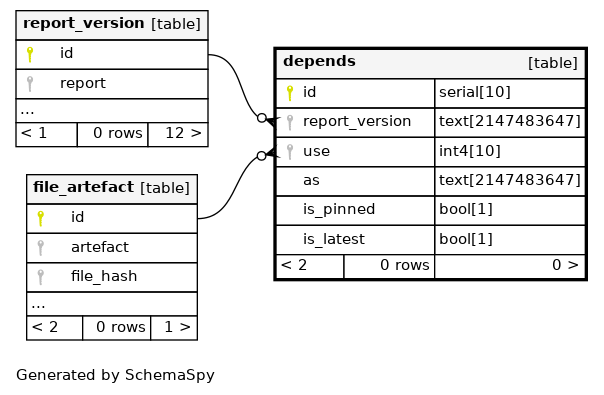 report_version [table]
id
report
...
< 1 0 rows 12 >
depends [table]
id serial[10]
report_version text[2147483647]
use int4[10]
as text[2147483647]
is_pinned bool[1]
is_latest bool[1]
< 2 0 rows 0 >
file_artefact [table]
id
artefact
file_hash
...
< 2 0 rows 1 >
Generated by SchemaSpy